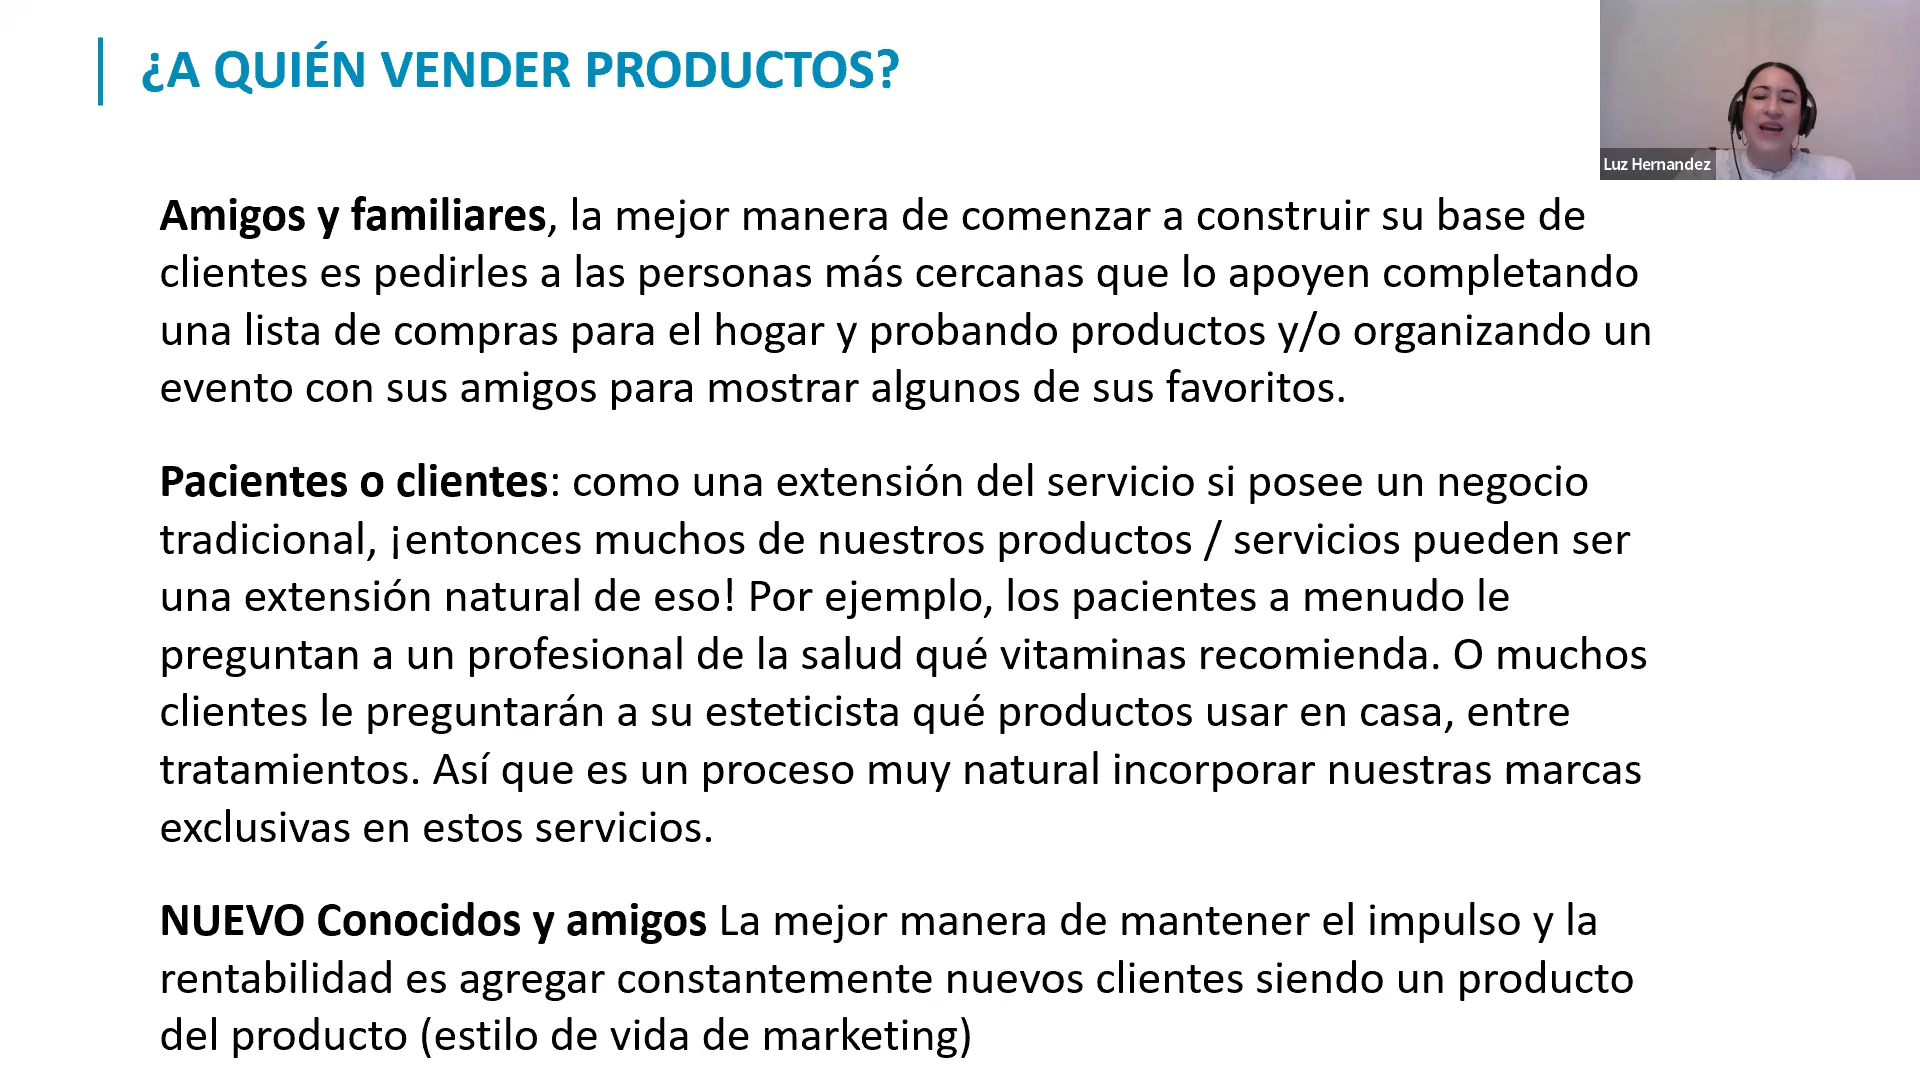 ¿A QUIÉN VENDER PRODUCTOS?
Luz Hernandez
Amigos y familiares, la mejor manera de comenzar a construir su base de
clientes es pedirles a las personas más cercanas que lo apoyen completando
una lista de compras para el hogar y probando productos y/o organizando un
evento con sus amigos para mostrar algunos de sus favoritos.
Pacientes o clientes: como una extensión del servicio si posee un negocio
tradicional, ¡entonces muchos de nuestros productos / servicios pueden ser
una extensión natural de eso! Por ejemplo, los pacientes a menudo le
preguntan a un profesional de la salud qué vitaminas recomienda. O muchos
clientes le preguntarán a su esteticista qué productos usar en casa, entre
tratamientos. Así que es un proceso muy natural incorporar nuestras marcas
exclusivas en estos servicios.
NUEVO Conocidos y amigos La mejor manera de mantener el impulso y la
rentabilidad es agregar constantemente nuevos clientes siendo un producto
del producto (estilo de vida de marketing)